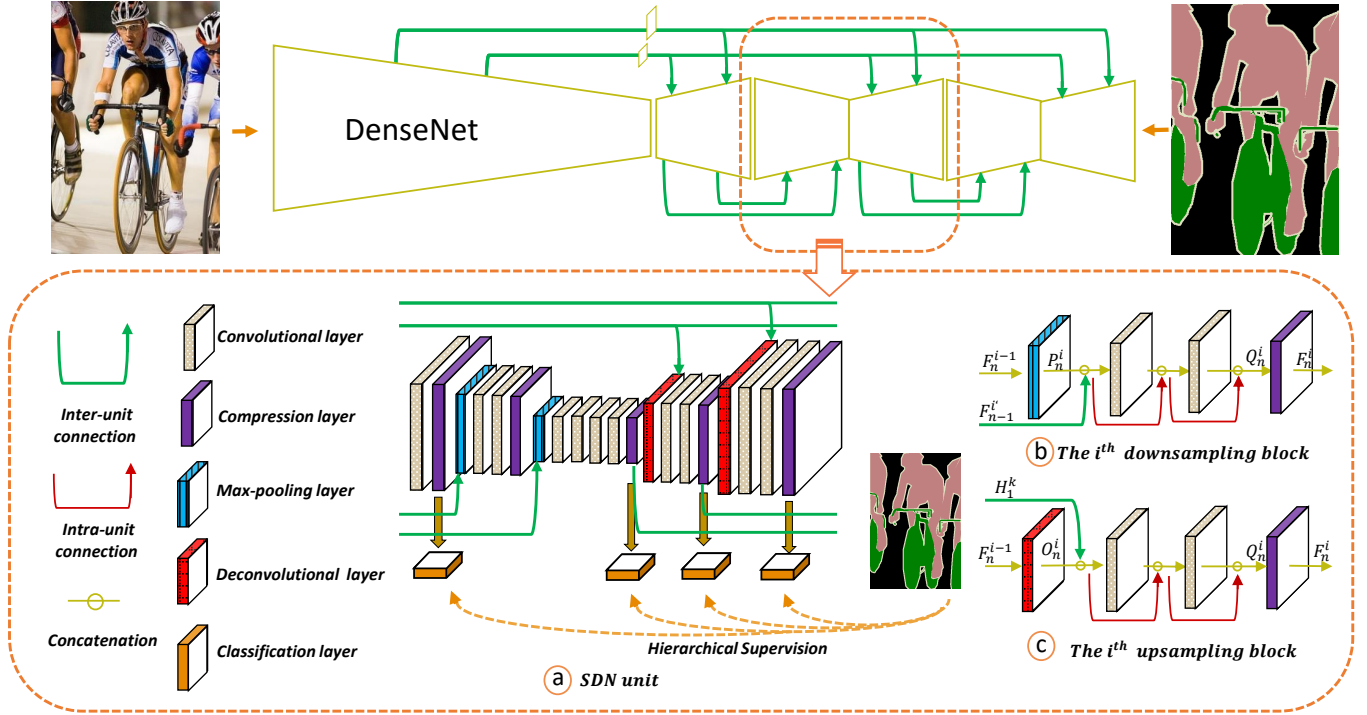 DenseNet
Convolutional layer
Compression layer
Inter-unit
connection
Max-pooling layer
Intra-unit
connection
Deconvolutional layer
Concatenation
Classification layer
Hierarchical Supervision
a SDN unit
F_n^{i-1} P_n^i Q_n^i F_n^i
F_{n-1}^{i'}
b The i^{th} downsampling block
H_1^k
F_n^{i-1} O_n^i Q_n^i F_n^i
c The i^{th} upsampling block